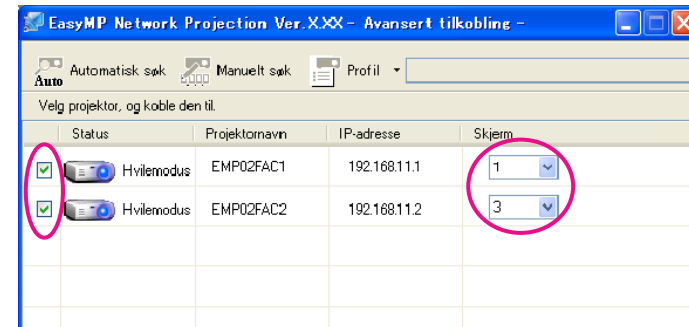 EasyMP Network Projection Ver.X.XX - Avansert tilkobling -
Auto Automatisk søk Manuelt søk Profil
Velg projektor, og koble den til.
Status Projektornavn IP-adresse Skjerm
Hvilemodus EMP02FAC1 192.168.11.1 1
Hvilemodus EMP02FAC2 192.168.11.2 3